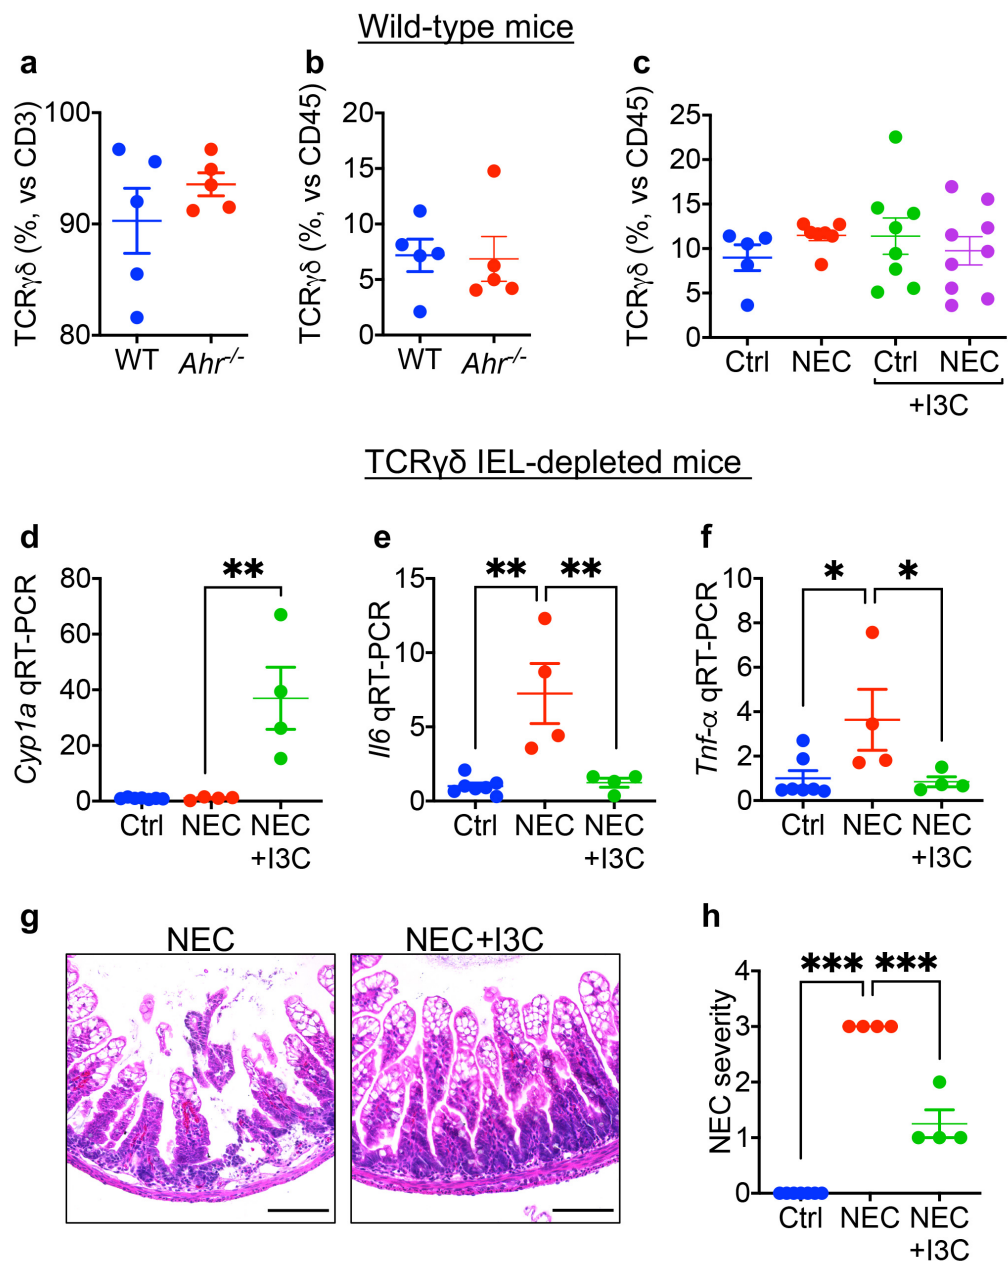 Wild-type mice
a
TCRγδ (%, vs CD3)
100
90
80
WT
Ahr-/-
b
TCRγδ (%, vs CD45)
20
15
10
5
0
WT
Ahr-/-
c
TCRγδ (%, vs CD45)
25
20
15
10
5
0
Ctrl
NEC
Ctrl
NEC
+I3C
TCRγδ IEL-depleted mice
d
Cyp1a qRT-PCR
80
60
40
20
0
**
Ctrl
NEC
NEC
+I3C
e
Il6 qRT-PCR
15
10
5
0
**
**
Ctrl
NEC
NEC
+I3C
f
Tnf-α qRT-PCR
10
8
6
4
2
0
*
*
Ctrl
NEC
NEC
+I3C
g
NEC
NEC+I3C
h
NEC severity
4
3
2
1
0
***
***
Ctrl
NEC
NEC
+I3C